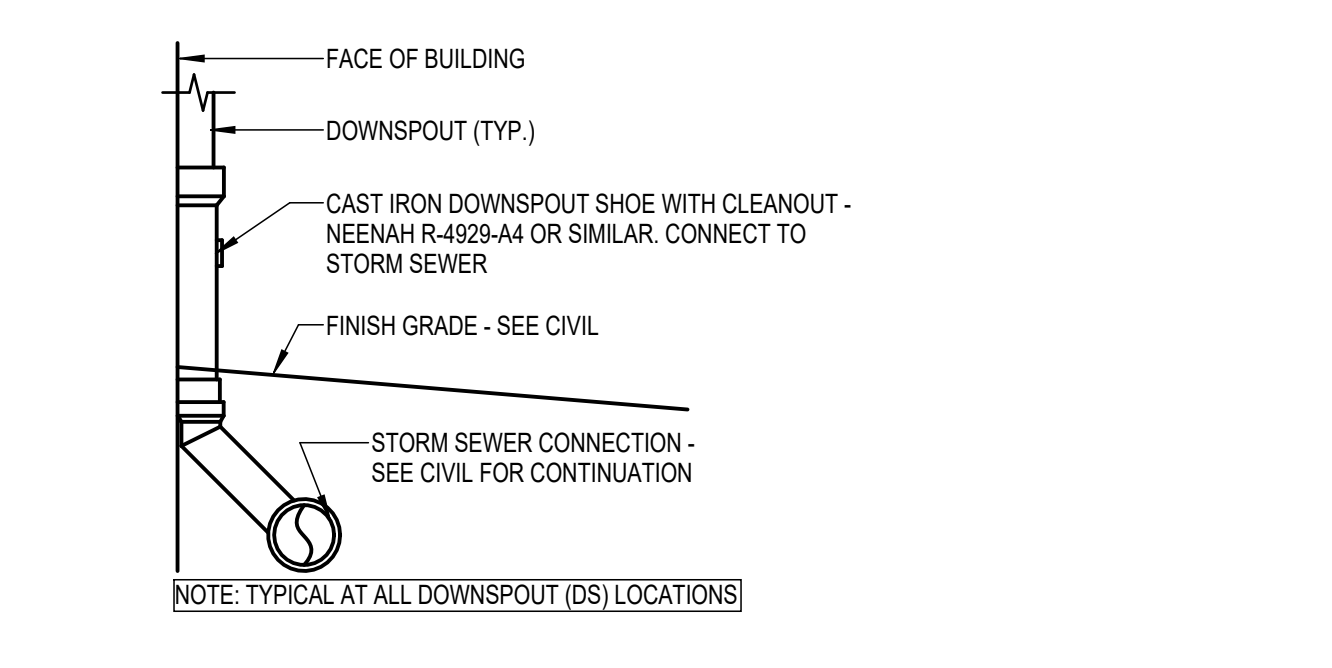 FACE OF BUILDING
DOWNSPOUT (TYP.)
CAST IRON DOWNSPOUT SHOE WITH CLEANOUT -
NEENAH R-4929-A4 OR SIMILAR. CONNECT TO
STORM SEWER
FINISH GRADE - SEE CIVIL
STORM SEWER CONNECTION -
SEE CIVIL FOR CONTINUATION
NOTE: TYPICAL AT ALL DOWNSPOUT (DS) LOCATIONS